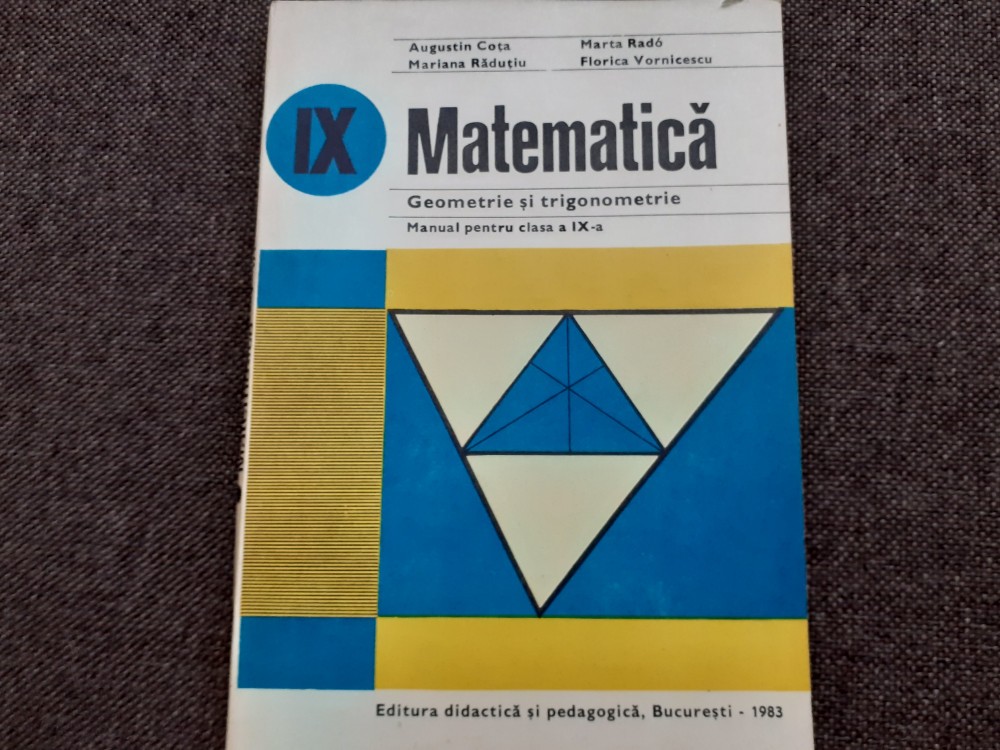 Augustin Coța Marta Radó
Mariana Răduțiu Florica Vornicescu
IX Matematică
Geometrie și trigonometrie
Manual pentru clasa a IX-a
Editura didactică și pedagogică, București - 1983